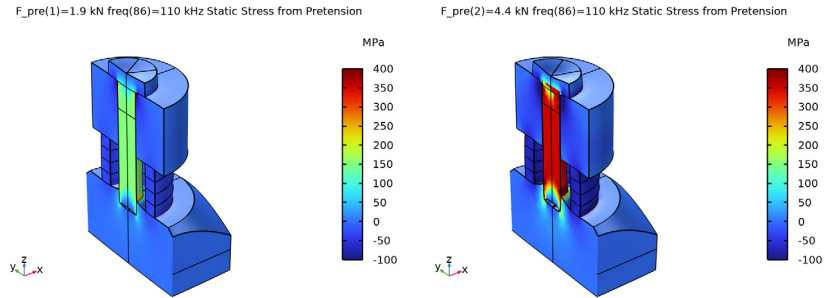 F_pre(1)=1.9 kN freq(86)=110 kHz Static Stress from Pretension
MPa
400
350
300
250
200
150
100
50
0
-50
-100
z
y
x
F_pre(2)=4.4 kN freq(86)=110 kHz Static Stress from Pretension
MPa
400
350
300
250
200
150
100
50
0
-50
-100
z
y
x